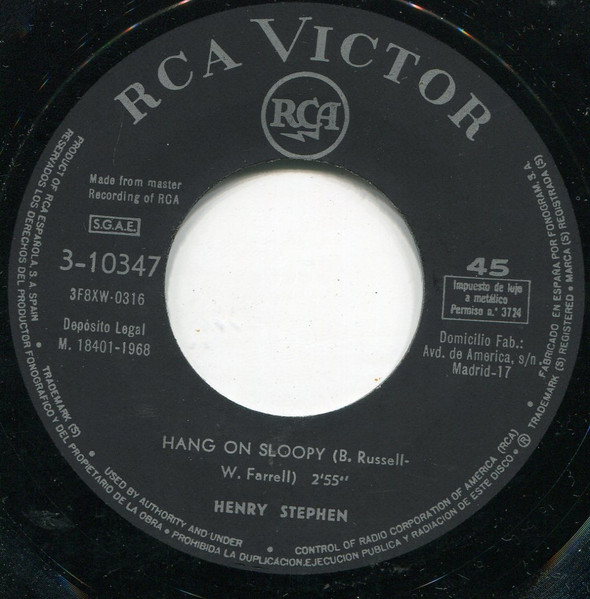 RCA VICTOR
RCA
Made from master
Recording of RCA
S.G.A.E.
3-10347
3F8XW-0316
Depósito Legal
M. 18401-1968
45
Impuesto de lujo
a metálico
Permiso n.° 3724
Domicilio Fab.:
Avd. de America, s/n.
Madrid-17
HANG ON SLOOPY (B. Russell-
W. Farrell) 2'55"
HENRY STEPHEN
PRODUCT OF RCA ESPAÑOLA, S. A. SPAIN • TRADEMARK (S) • USED BY AUTHORITY AND UNDER • CONTROL OF RADIO CORPORATION OF AMERICA (RCA) • TRADEMARK (S) REGISTERED • MARCA (S) REGISTRADA (S)
RESERVADOS LOS DERECHOS DEL PRODUCTOR FONOGRAFICO Y DEL PROPIETARIO DE LA OBRA • PROHIBIDA LA DUPLICACION, EJECUCION PUBLICA Y RADIACION DE ESTE DISCO • ® FABRICADO EN ESPAÑA POR FONOGRAM, S. A.